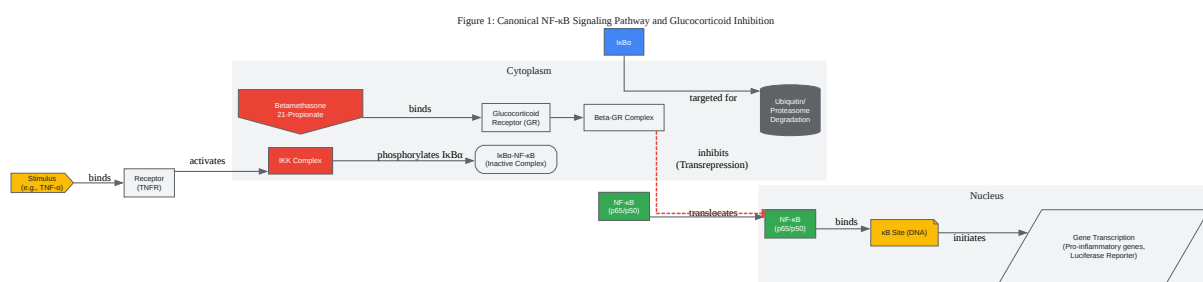 Figure 1: Canonical NF-κB Signaling Pathway and Glucocorticoid Inhibition
IκBα
Cytoplasm
targeted for
Ubiquitin/
Proteasome
Degradation
Betamethasone
21-Propionate
binds
Glucocorticoid
Receptor (GR)
Beta-GR Complex
inhibits
(Transrepression)
Stimulus
(e.g., TNF-α)
binds
Receptor
(TNFR)
activates
IKK Complex
phosphorylates IκBα
IκBα-NF-κB
(Inactive Complex)
NF-κB
(p65/p50)
translocates
Nucleus
NF-κB
(p65/p50)
binds
κB Site (DNA)
initiates
Gene Transcription
(Pro-inflammatory genes,
Luciferase Reporter)